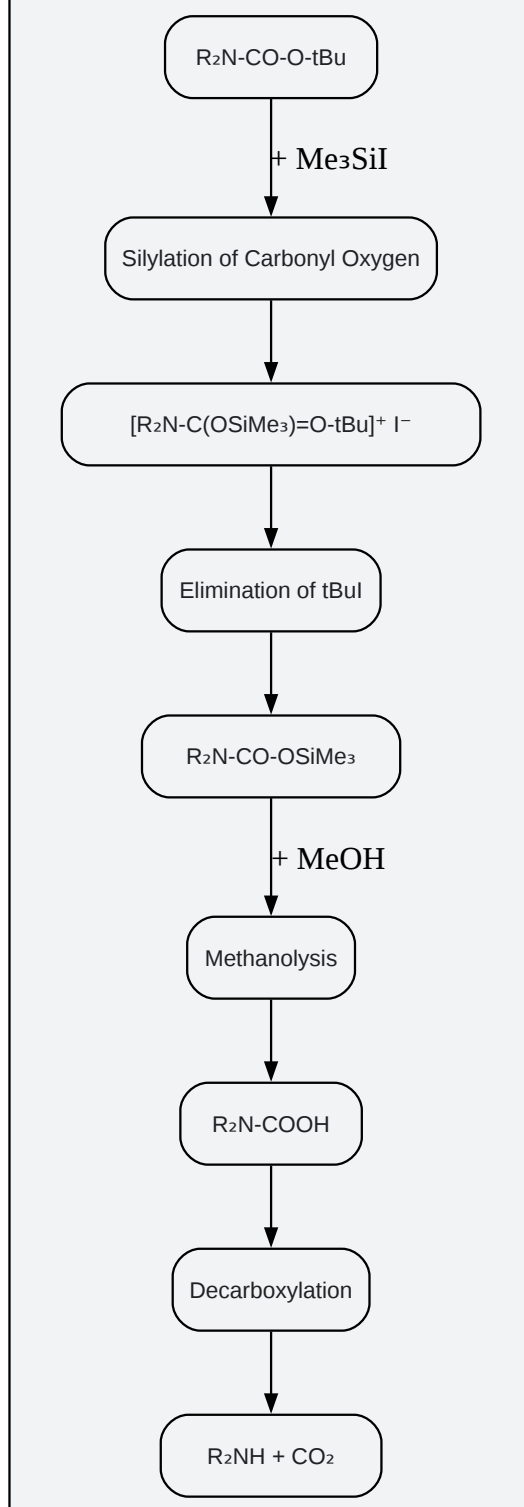 R₂N-CO-O-tBu
+ Me₃SiI
Silylation of Carbonyl Oxygen
[R₂N-C(OSiMe₃)=O-tBu]⁺ I⁻
Elimination of tBuI
R₂N-CO-OSiMe₃
+ MeOH
Methanolysis
R₂N-COOH
Decarboxylation
R₂NH + CO₂